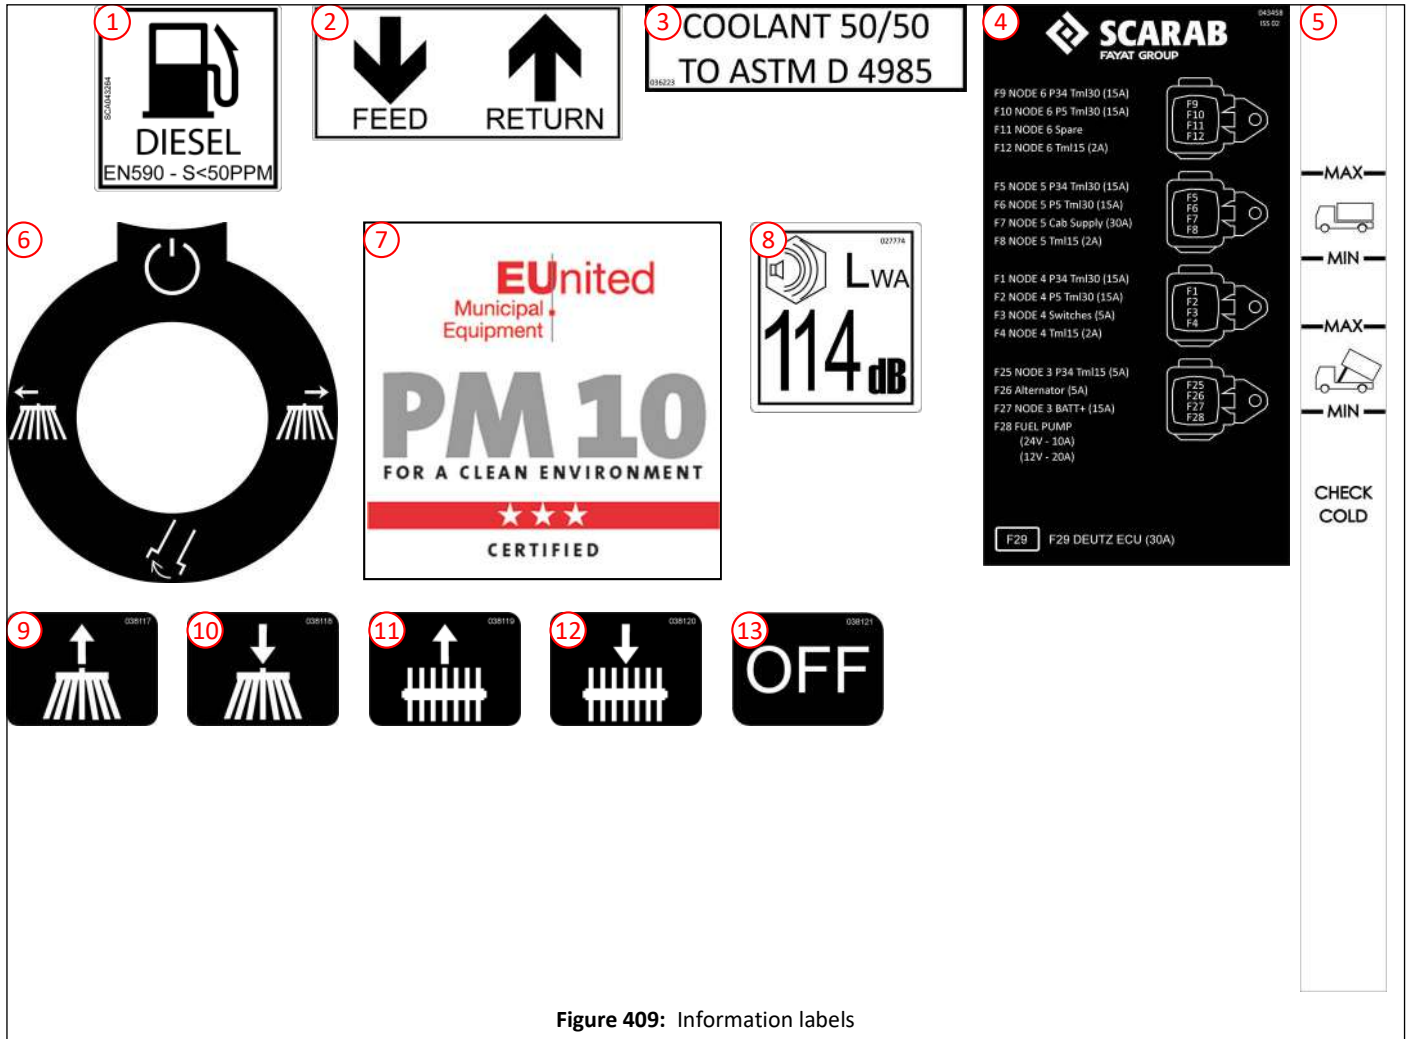 1
SCA043264
DIESEL
EN590 - S<50PPM
2
FEED RETURN
3
COOLANT 50/50
036223
TO ASTM D 4985
4
043458
ISS 02
SCARAB
FAYAT GROUP
F9 NODE 6 P34 Tml30 (15A)
F10 NODE 6 P5 Tml30 (15A)
F11 NODE 6 Spare
F12 NODE 6 Tml15 (2A)
F9
F10
F11
F12
F5 NODE 5 P34 Tml30 (15A)
F6 NODE 5 P5 Tml30 (15A)
F7 NODE 5 Cab Supply (30A)
F8 NODE 5 Tml15 (2A)
F5
F6
F7
F8
F1 NODE 4 P34 Tml30 (15A)
F2 NODE 4 P5 Tml30 (15A)
F3 NODE 4 Switches (5A)
F4 NODE 4 Tml15 (2A)
F1
F2
F3
F4
F25 NODE 3 P34 Tml15 (5A)
F26 Alternator (5A)
F27 NODE 3 BATT+ (15A)
F28 FUEL PUMP
(24V - 10A)
(12V - 20A)
F25
F26
F27
F28
F29 F29 DEUTZ ECU (30A)
5
MAX
MIN
MAX
MIN
CHECK
COLD
6
7
EUnited
Municipal
Equipment
PM 10
FOR A CLEAN ENVIRONMENT
CERTIFIED
8
027774
LWA
114 dB
9
038117
10
038118
11
038119
12
038120
13
038121
OFF
Figure 409: Information labels